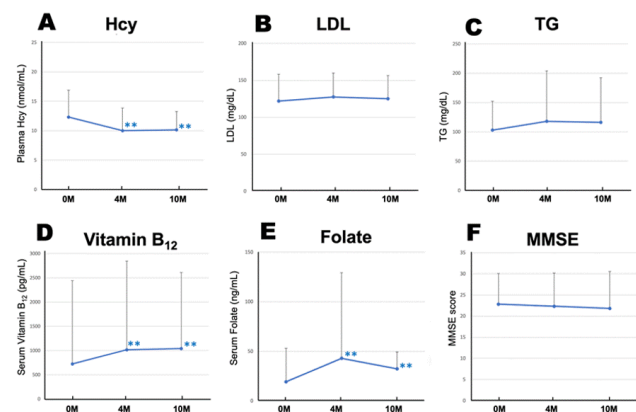 A Hcy
Plasma Hcy (nmol/mL)
25
20
15
10
5
0
**
**
0M 4M 10M
B LDL
LDL (mg/dL)
200
150
100
50
0
0M 4M 10M
C TG
TG (mg/dL)
250
200
150
100
50
0
0M 4M 10M
D Vitamin B12
Serum Vitamin B12 (pg/mL)
3000
2500
2000
1500
1000
500
0
**
**
0M 4M 10M
E Folate
Serum Folate (ng/mL)
150
100
50
0
**
**
0M 4M 10M
F MMSE
MMSE score
35
30
25
20
15
10
5
0
0M 4M 10M